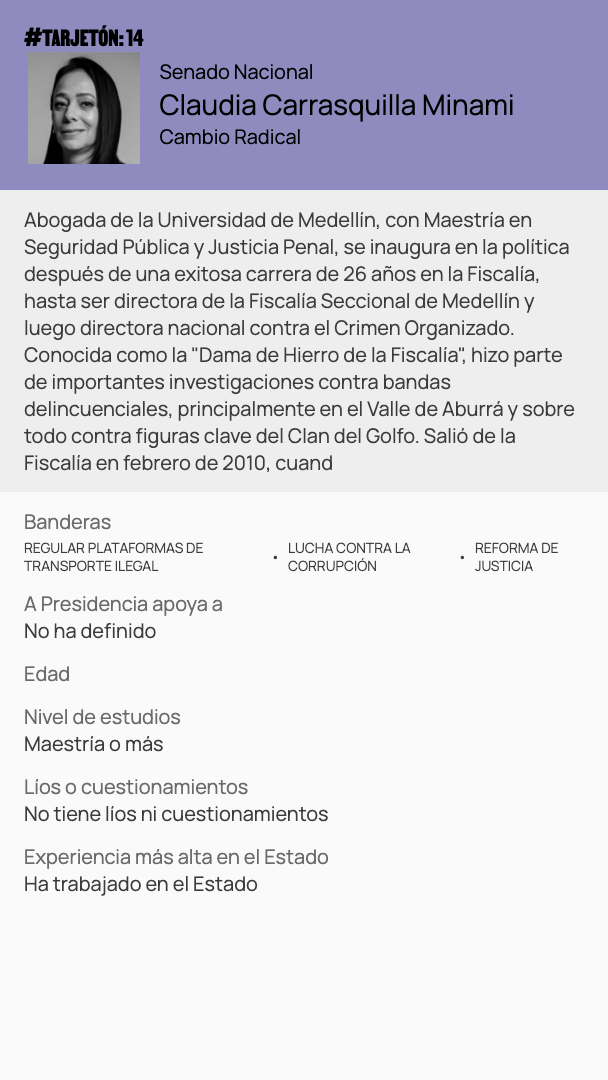 #TARJETÓN: 14
Senado Nacional
Claudia Carrasquilla Minami
Cambio Radical
Abogada de la Universidad de Medellín, con Maestría en
Seguridad Pública y Justicia Penal, se inaugura en la política
después de una exitosa carrera de 26 años en la Fiscalía,
hasta ser directora de la Fiscalía Seccional de Medellín y
luego directora nacional contra el Crimen Organizado.
Conocida como la "Dama de Hierro de la Fiscalía", hizo parte
de importantes investigaciones contra bandas
delincuenciales, principalmente en el Valle de Aburrá y sobre
todo contra figuras clave del Clan del Golfo. Salió de la
Fiscalía en febrero de 2010, cuand
Banderas
REGULAR PLATAFORMAS DE
TRANSPORTE ILEGAL
• LUCHA CONTRA LA
CORRUPCIÓN
• REFORMA DE
JUSTICIA
A Presidencia apoya a
No ha definido
Edad
Nivel de estudios
Maestría o más
Líos o cuestionamientos
No tiene líos ni cuestionamientos
Experiencia más alta en el Estado
Ha trabajado en el Estado